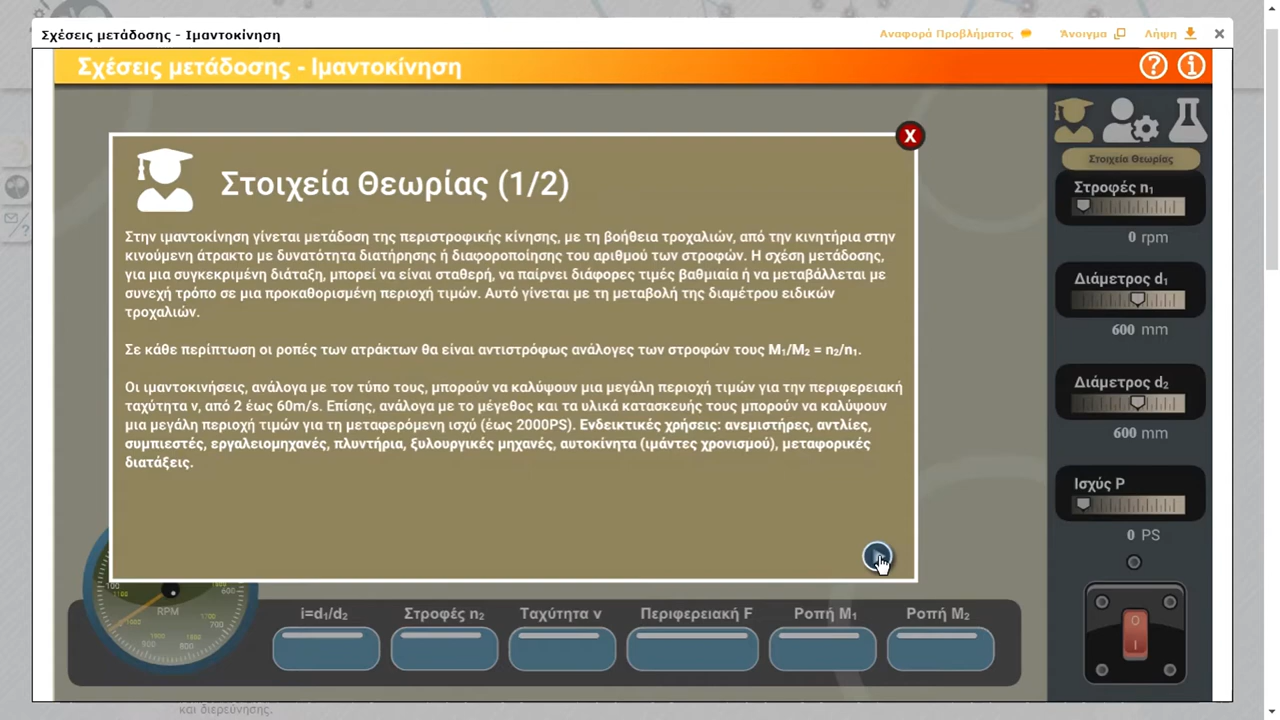 Σχέσεις μετάδοσης - Ιμαντοκίνηση
Αναφορά Προβλήματος
Άνοιγμα
Λήψη
Σχέσεις μετάδοσης - Ιμαντοκίνηση
Στοιχεία Θεωρίας (1/2)
X
Στην ιμαντοκίνηση γίνεται μετάδοση της περιστροφικής κίνησης, με τη βοήθεια τροχαλιών, από την κινητήρια στην
κινούμενη άτρακτο με δυνατότητα διατήρησης ή διαφοροποίησης του αριθμού των στροφών. Η σχέση μετάδοσης,
για μια συγκεκριμένη διάταξη, μπορεί να είναι σταθερή, να παίρνει διάφορες τιμές βαθμιαία ή να μεταβάλλεται με
συνεχή τρόπο σε μια προκαθορισμένη περιοχή τιμών. Αυτό γίνεται με τη μεταβολή της διαμέτρου ειδικών
τροχαλιών.
Σε κάθε περίπτωση οι ροπές των ατράκτων θα είναι αντιστρόφως ανάλογες των στροφών τους M₁/M₂ = n₂/n₁.
Οι ιμαντοκινήσεις, ανάλογα με τον τύπο τους, μπορούν να καλύψουν μια μεγάλη περιοχή τιμών για την περιφερειακή
ταχύτητα v, από 2 έως 60m/s. Επίσης, ανάλογα με το μέγεθος και τα υλικά κατασκευής τους μπορούν να καλύψουν
μια μεγάλη περιοχή τιμών για τη μεταφερόμενη ισχύ (έως 2000PS). Ενδεικτικές χρήσεις: ανεμιστήρες, αντλίες,
συμπιεστές, εργαλειομηχανές, πλυντήρια, ξυλουργικές μηχανές, αυτοκίνητα (ιμάντες χρονισμού), μεταφορικές
διατάξεις.
Στοιχεία Θεωρίας
Στροφές n₁
0 rpm
Διάμετρος d₁
600 mm
Διάμετρος d₂
600 mm
Ισχύς P
0 PS
O
I
RPM
100
1100
1000
900
1850
800
1700
700
600
i=d₁/d₂
Στροφές n₂
Ταχύτητα v
Περιφερειακή F
Ροπή M₁
Ροπή M₂
και διερεύνησης.